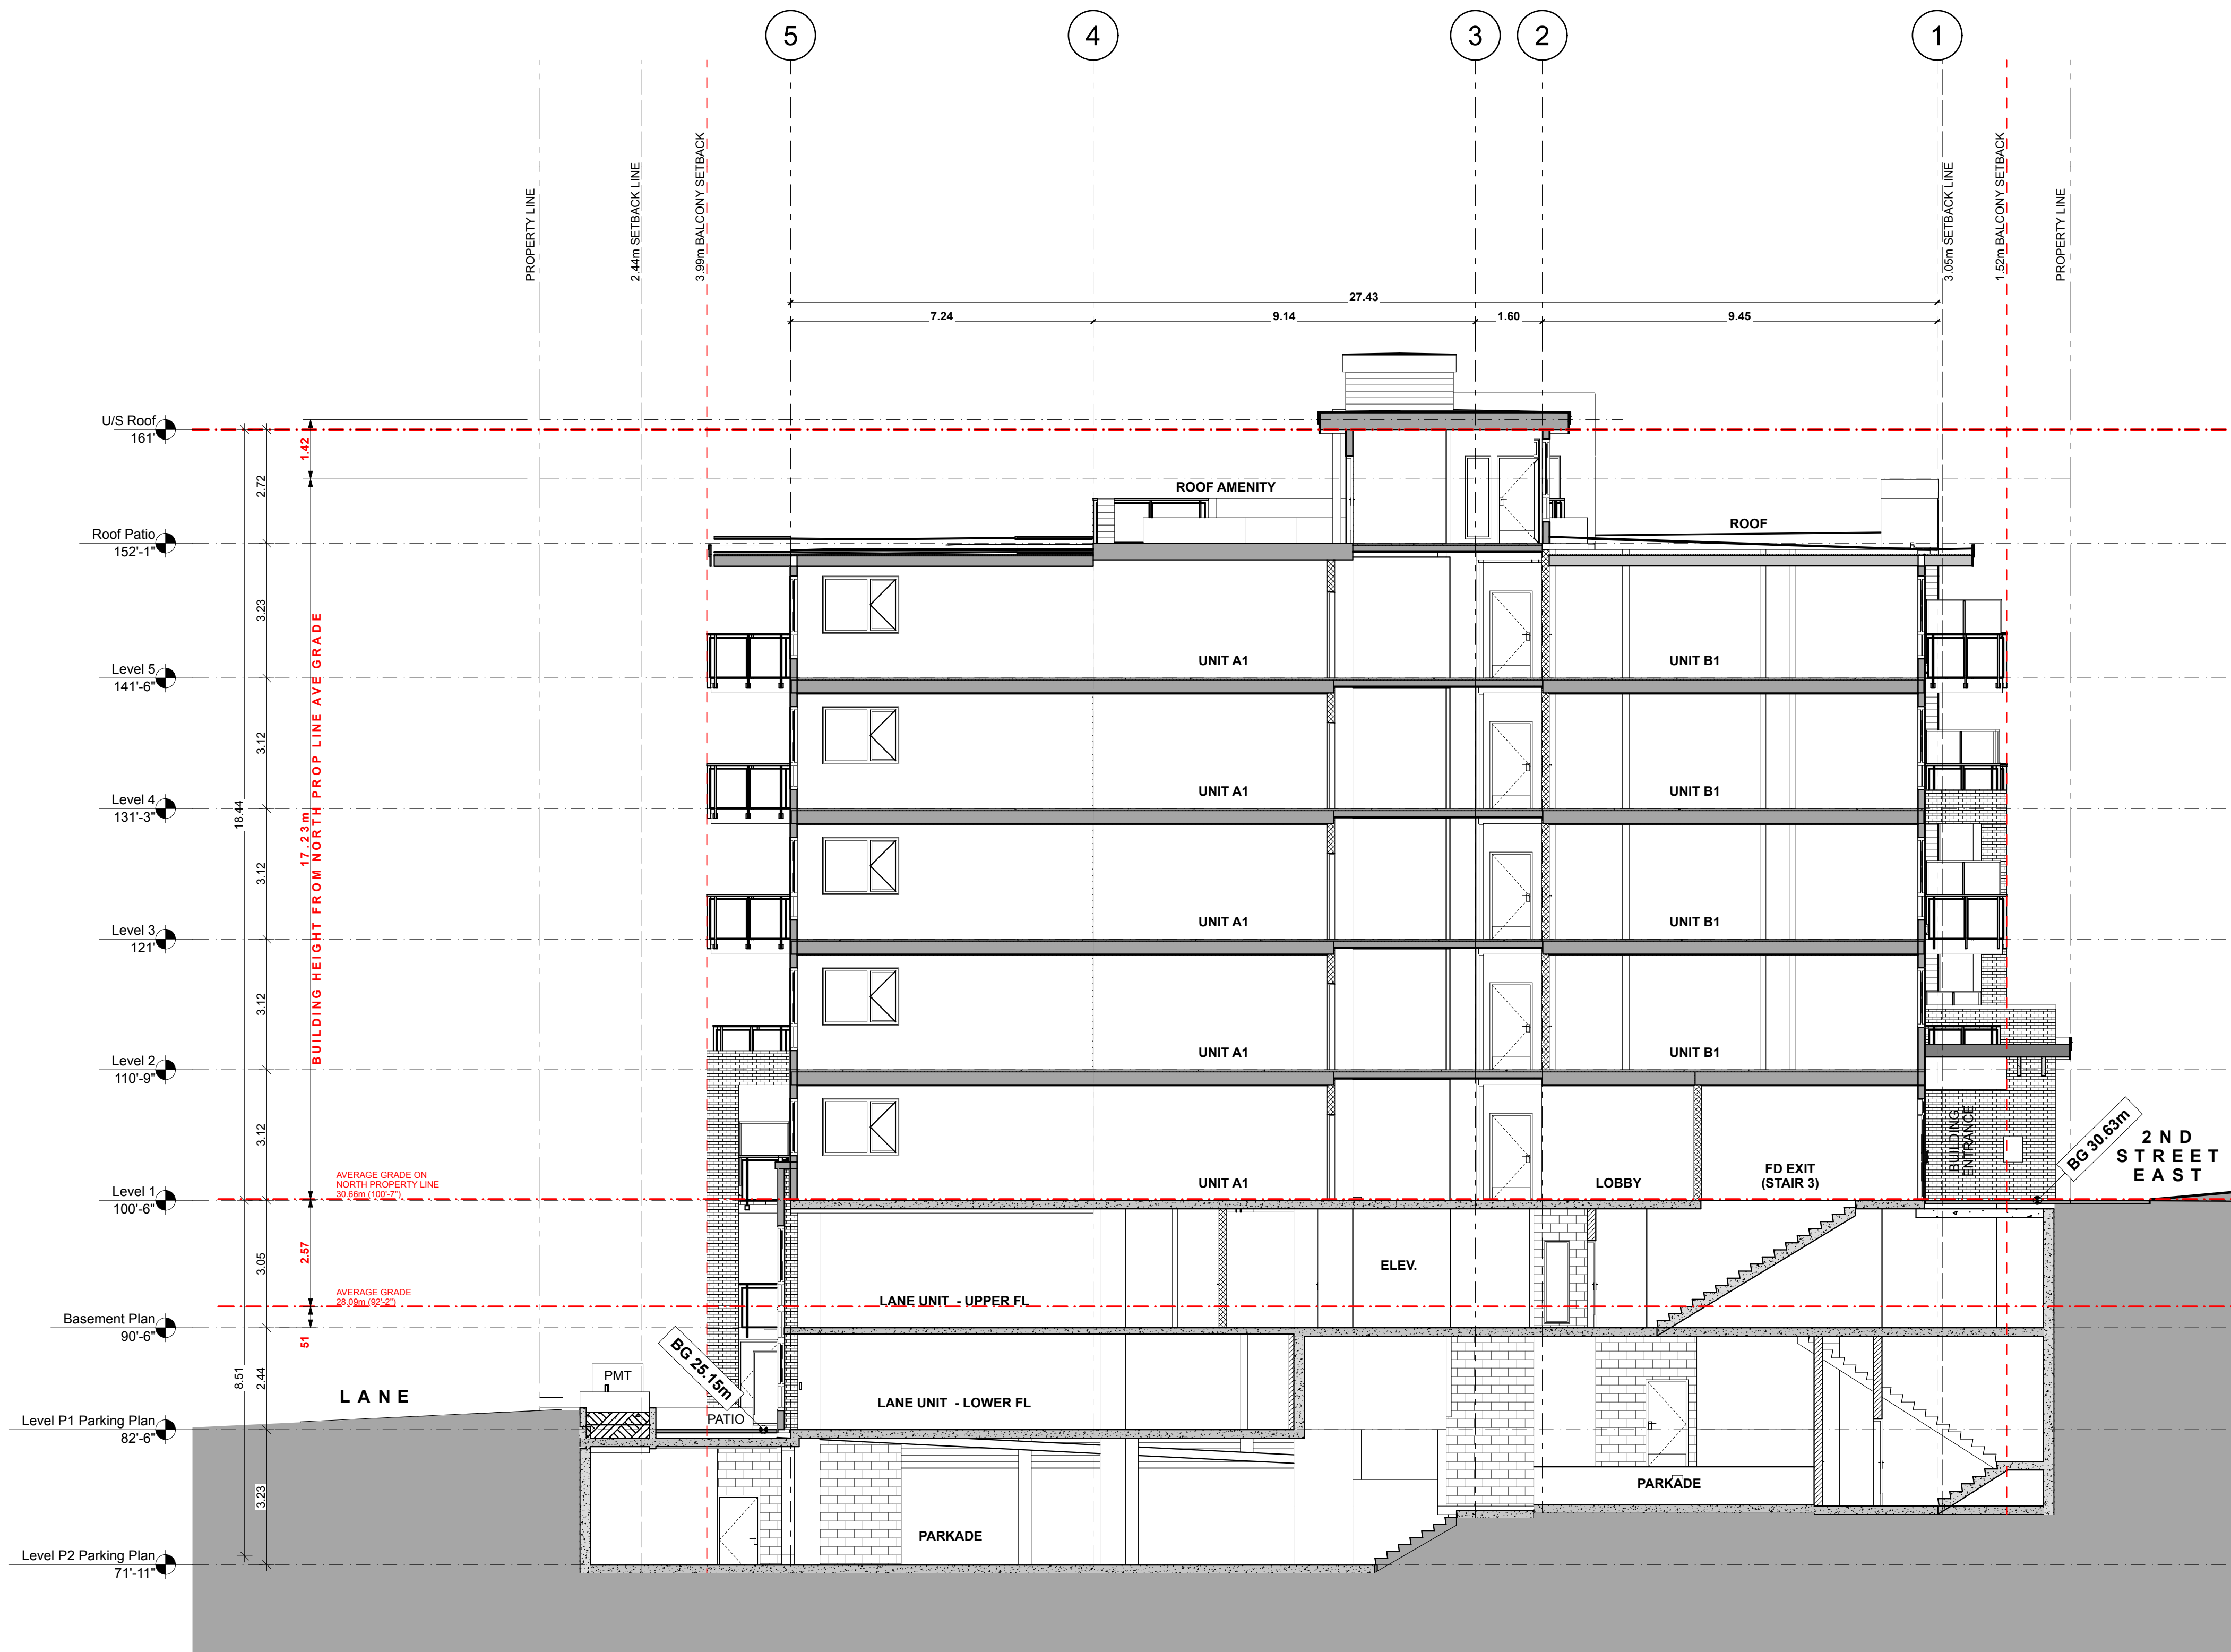 5
4
3
2
1
PROPERTY LINE
2.44m SETBACK LINE
3.99m BALCONY SETBACK
3.05m SETBACK LINE
1.52m BALCONY SETBACK
PROPERTY LINE
27.43
7.24
9.14
1.60
9.45
U/S Roof
161'
1.42
2.72
ROOF AMENITY
ROOF
Roof Patio
152'-1"
3.23
UNIT A1
UNIT B1
Level 5
141'-6"
3.12
UNIT A1
UNIT B1
Level 4
131'-3"
18.44
17.23m
BUILDING HEIGHT FROM NORTH PROP LINE AVE GRADE
3.12
UNIT A1
UNIT B1
Level 3
121'
3.12
UNIT A1
UNIT B1
Level 2
110'-9"
3.12
BUILDING
ENTRANCE
BG 30.63m
2ND
STREET
EAST
AVERAGE GRADE ON
NORTH PROPERTY LINE
30.66m (100'-7")
UNIT A1
LOBBY
FD EXIT
(STAIR 3)
Level 1
100'-6"
2.57
3.05
ELEV.
AVERAGE GRADE
28.09m (92'-2")
LANE UNIT - UPPER FL
Basement Plan
90'-6"
51
BG 25.15m
8.51
2.44
PMT
LANE
LANE UNIT - LOWER FL
PATIO
Level P1 Parking Plan
82'-6"
3.23
PARKADE
PARKADE
Level P2 Parking Plan
71'-11"